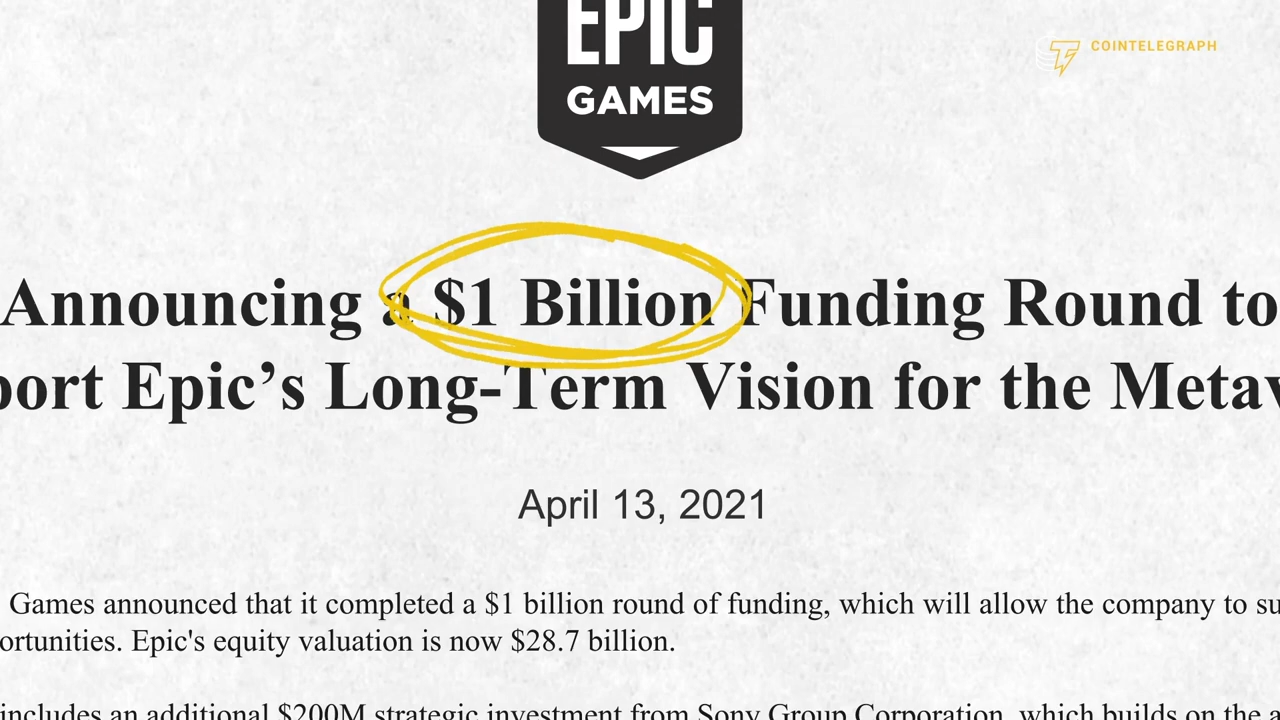 EPIC
GAMES
COINTELEGRAPH
Announcing a $1 Billion Funding Round to
port Epic’s Long-Term Vision for the Metav
April 13, 2021
Games announced that it completed a $1 billion round of funding, which will allow the company to su
ortunities. Epic's equity valuation is now $28.7 billion.
includes an additional $200M strategic investment from Sony Group Corporation, which builds on the a